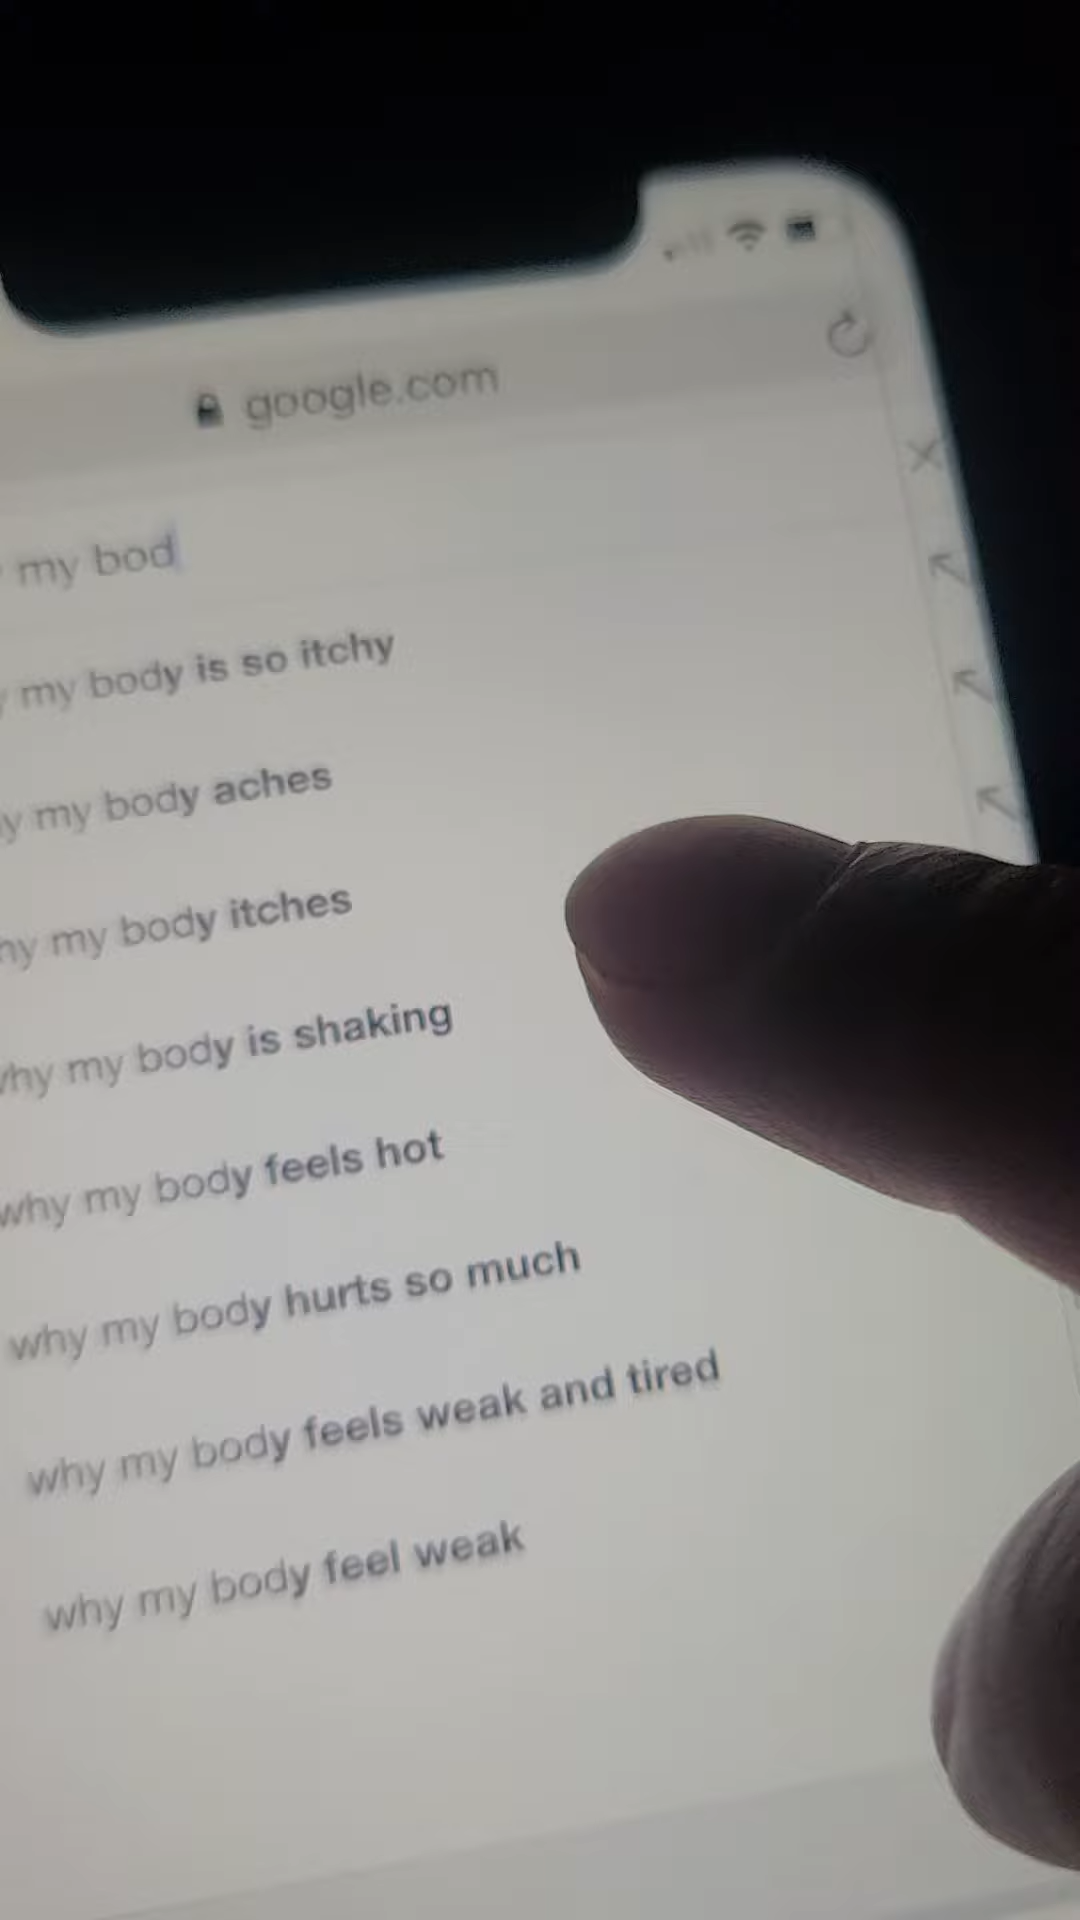 google.com
my bod
my body is so itchy
y my body aches
hy my body itches
why my body is shaking
why my body feels hot
why my body hurts so much
why my body feels weak and tired
why my body feel weak